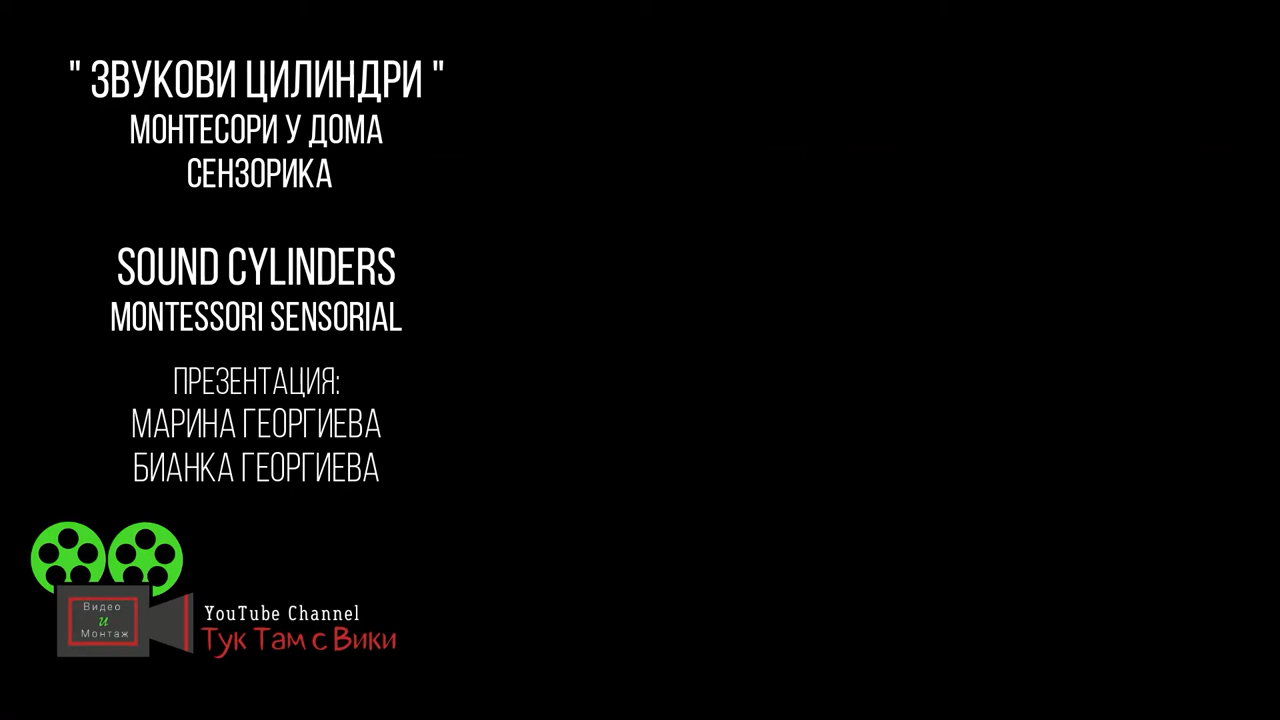 " ЗВУКОВИ ЦИЛИНДРИ "
МОНТЕСОРИ У ДОМА
СЕНЗОРИКА
SOUND CYLINDERS
MONTESSORI SENSORIAL
ПРЕЗЕНТАЦИЯ:
МАРИНА ГЕОРГИЕВА
БИАНКА ГЕОРГИЕВА
Видео
и
Монтаж
YouTube Channel
Тук Там с Вики